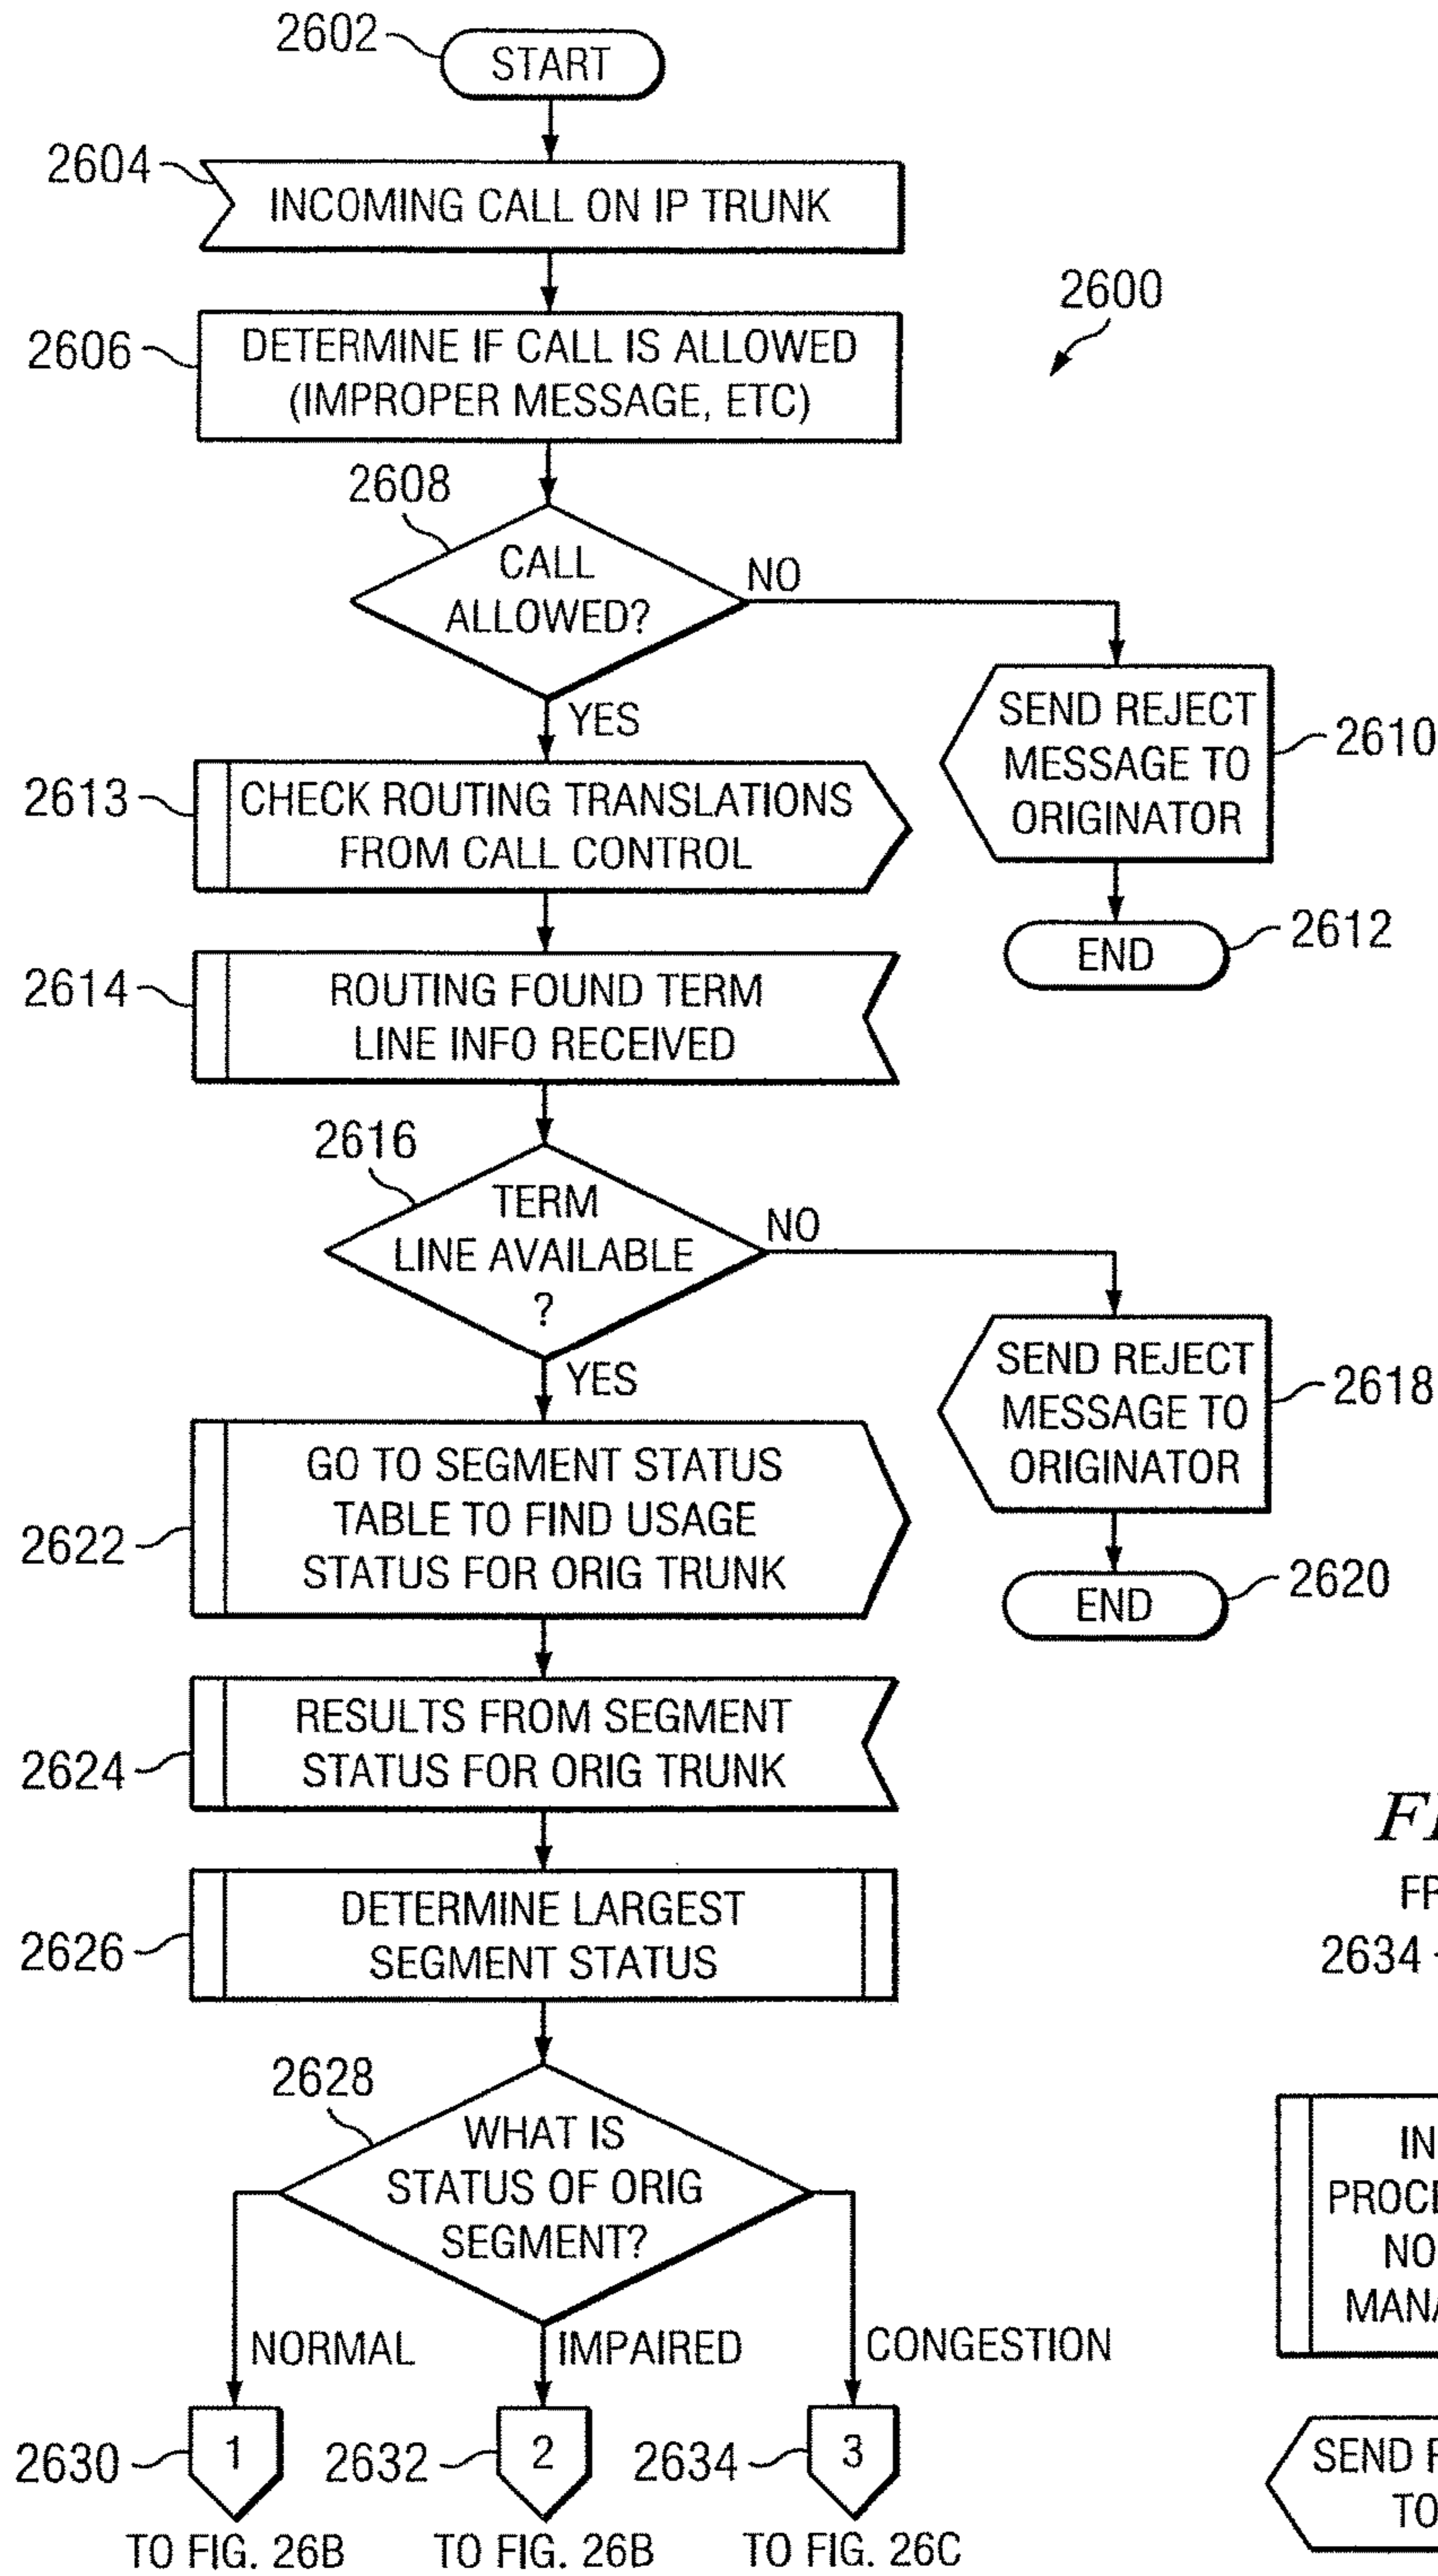 2602
START
2604
INCOMING CALL ON IP TRUNK
2600
2606
DETERMINE IF CALL IS ALLOWED
(IMPROPER MESSAGE, ETC)
2608
CALL
ALLOWED?
NO
YES
SEND REJECT
MESSAGE TO
ORIGINATOR
2610
END
2612
2613
CHECK ROUTING TRANSLATIONS
FROM CALL CONTROL
2614
ROUTING FOUND TERM
LINE INFO RECEIVED
2616
TERM
LINE AVAILABLE
?
NO
YES
SEND REJECT
MESSAGE TO
ORIGINATOR
2618
END
2620
2622
GO TO SEGMENT STATUS
TABLE TO FIND USAGE
STATUS FOR ORIG TRUNK
2624
RESULTS FROM SEGMENT
STATUS FOR ORIG TRUNK
2626
DETERMINE LARGEST
SEGMENT STATUS
2628
WHAT IS
STATUS OF ORIG
SEGMENT?
NORMAL
IMPAIRED
CONGESTION
2630
1
2632
2
2634
3
TO FIG. 26B
TO FIG. 26B
TO FIG. 26C
2634
IN
NO
SEND
TO